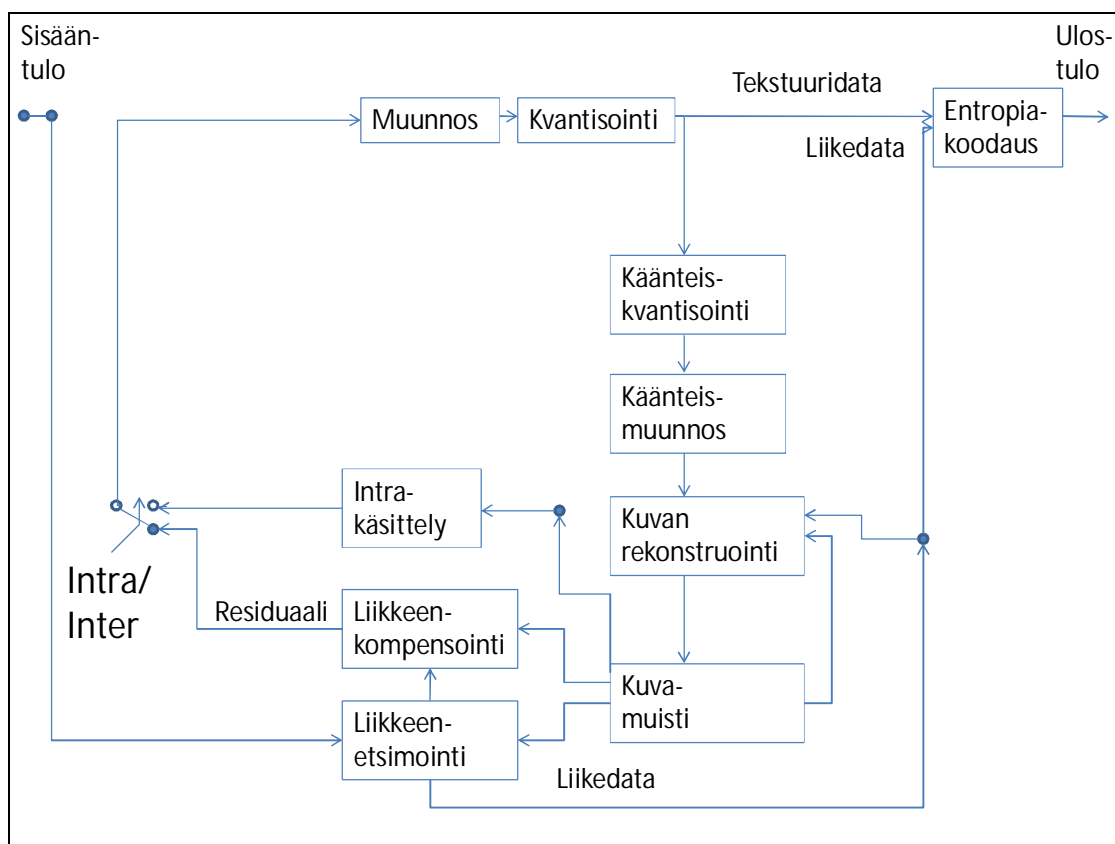 Sisään-
tulo
Ulos-
tulo
Muunnos
Kvantisointi
Tekstuuridata
Liikedata
Entropia-
koodaus
Käänteis-
kvantisointi
Käänteis-
muunnos
Intra-
käsittely
Kuvan
rekonstruointi
Intra/
Inter
Residuaali
Liikkeen-
kompensointi
Kuva-
muisti
Liikkeen-
etsimointi
Liikedata